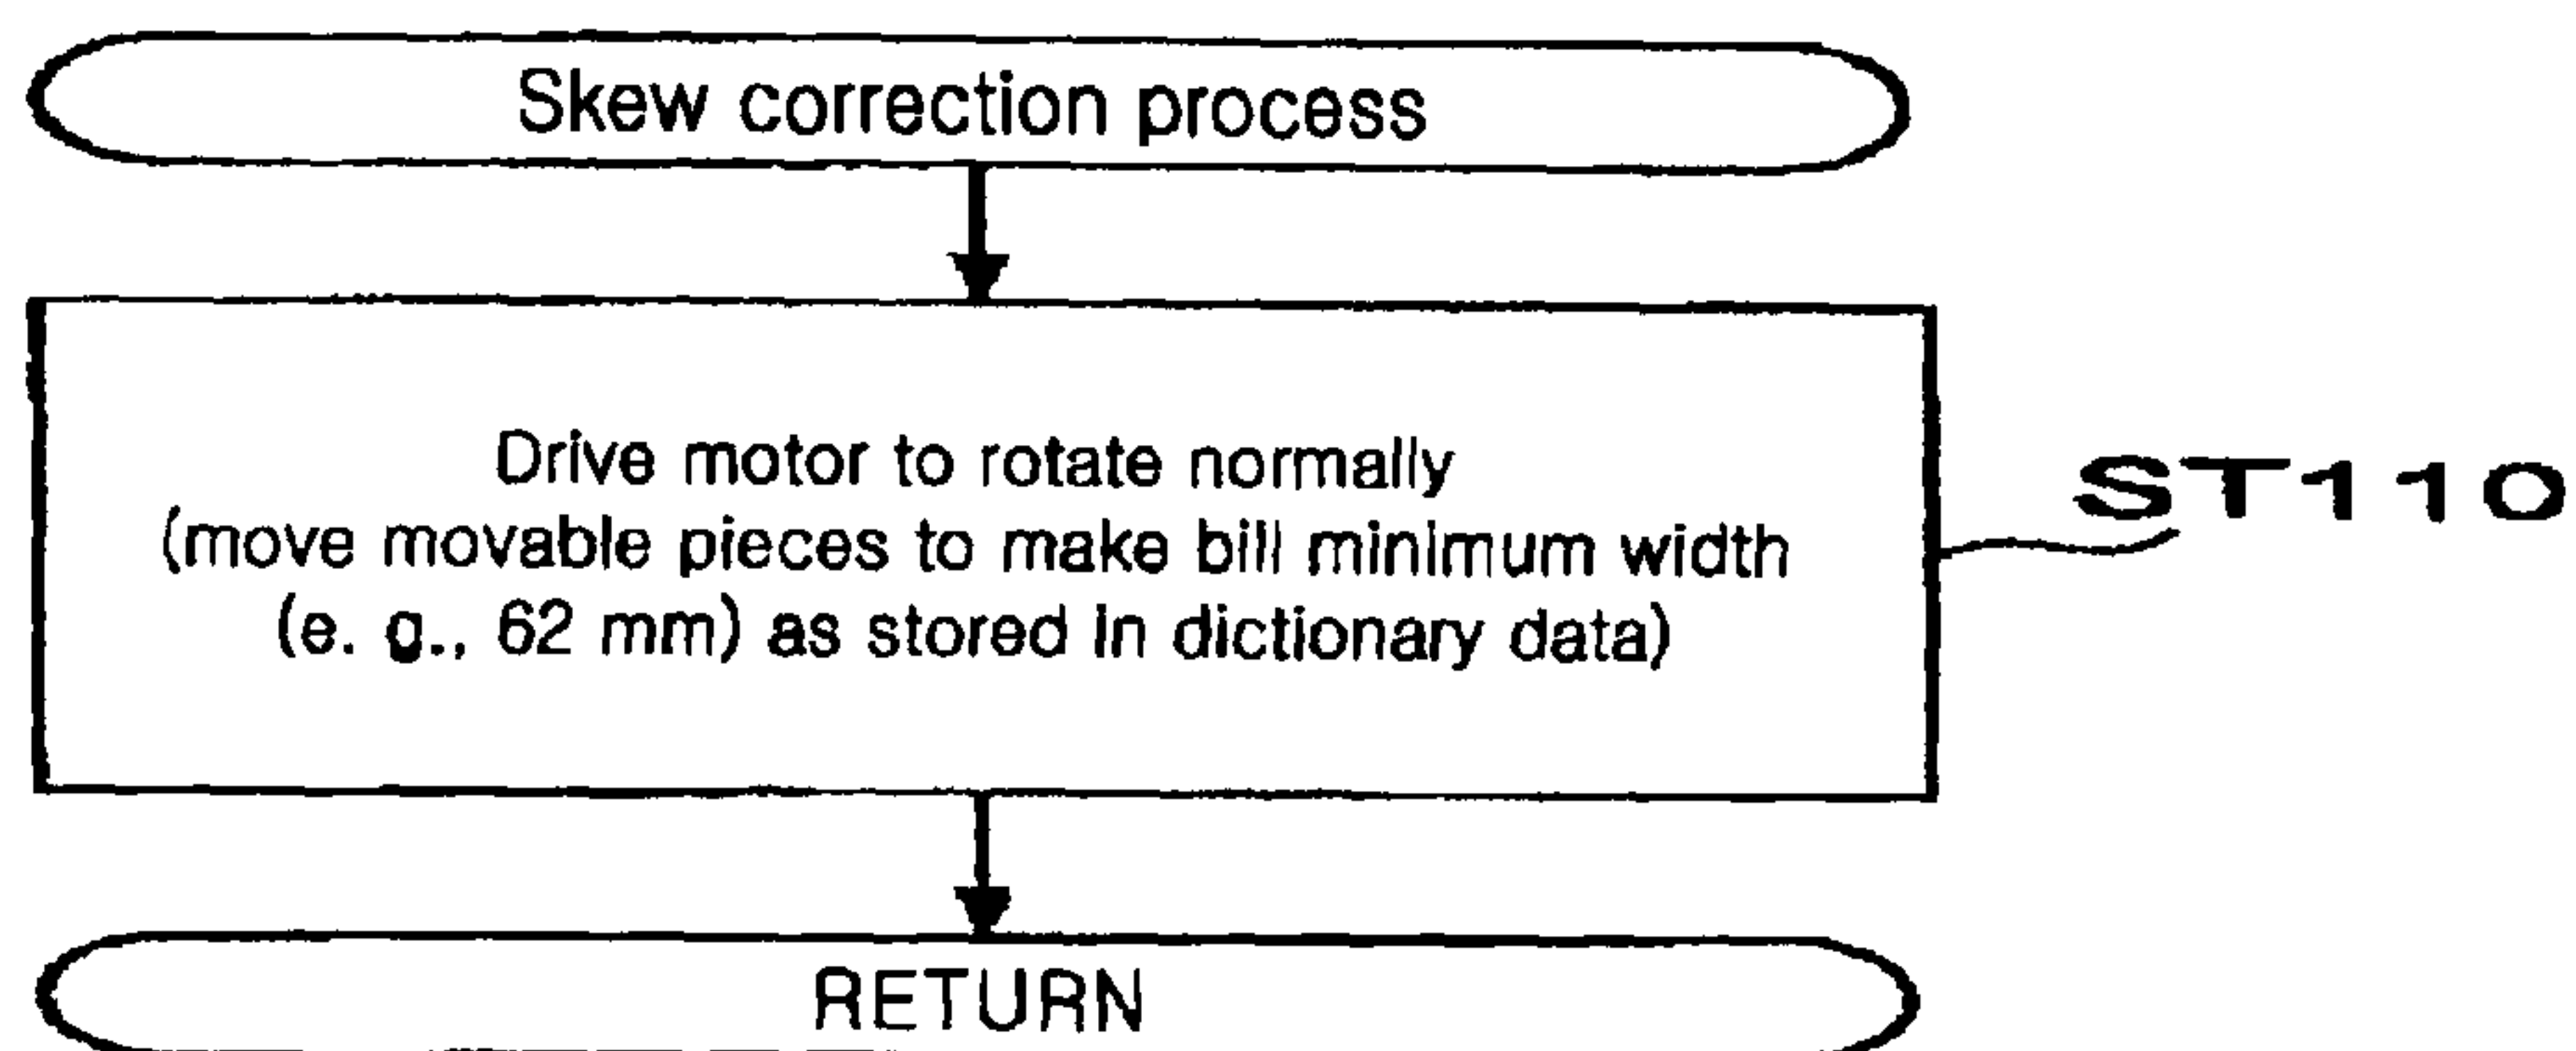 Skew correction process
Drive motor to rotate normally
(move movable pieces to make bill minimum width
(e. g., 62 mm) as stored in dictionary data)
ST110
RETURN